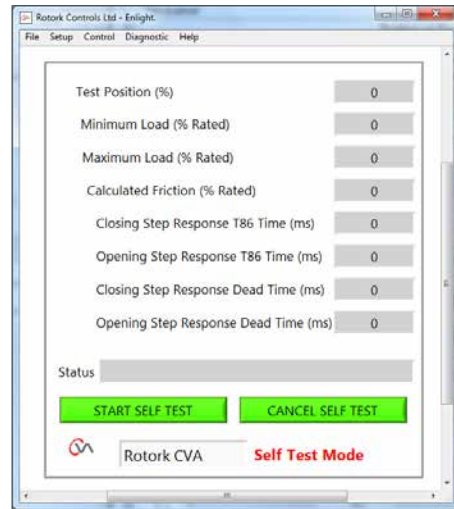 Rotork Controls Ltd - Enlight.
File Setup Control Diagnostic Help
Test Position (%) 0
Minimum Load (% Rated) 0
Maximum Load (% Rated) 0
Calculated Friction (% Rated) 0
Closing Step Response T86 Time (ms) 0
Opening Step Response T86 Time (ms) 0
Closing Step Response Dead Time (ms) 0
Opening Step Response Dead Time (ms) 0
Status
START SELF TEST CANCEL SELF TEST
Rotork CVA Self Test Mode